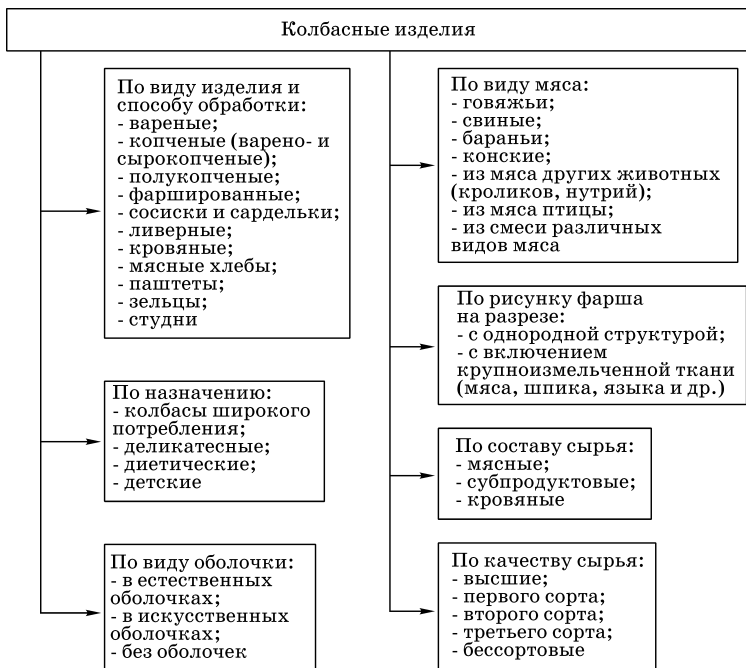 Колбасные изделия
По виду изделия и
способу обработки:
- вареные;
- копченые (варено- и
сырокопченые);
- полукопченые;
- фаршированные;
- сосиски и сардельки;
- ливерные;
- кровяные;
- мясные хлебы;
- паштеты;
- зельцы;
- студни
По назначению:
- колбасы широкого
потребления;
- деликатесные;
- диетические;
- детские
По виду оболочки:
- в естественных
оболочках;
- в искусственных
оболочках;
- без оболочек
По виду мяса:
- говяжьи;
- свиные;
- бараньи;
- конские;
- из мяса других животных
(кроликов, нутрий);
- из мяса птицы;
- из смеси различных
видов мяса
По рисунку фарша
на разрезе:
- с однородной структурой;
- с включением
крупноизмельченной ткани
(мяса, шпика, языка и др.)
По составу сырья:
- мясные;
- субпродуктовые;
- кровяные
По качеству сырья:
- высшие;
- первого сорта;
- второго сорта;
- третьего сорта;
- бессортовые